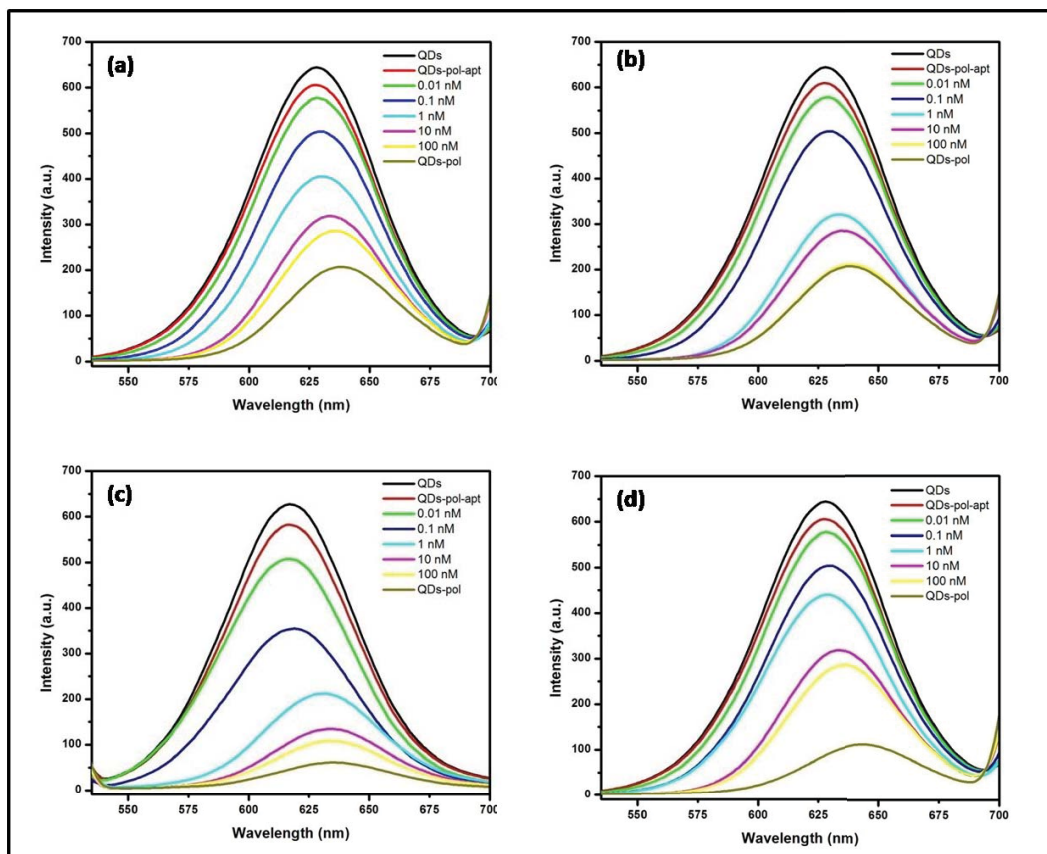 (a)
700
600
500
400
300
200
100
0
Intensity (a.u.)
550 600 625 650 675 700
Wavelength (nm)
QDs
QDs-pol-apt
0.01 nM
0.1 nM
1 nM
10 nM
100 nM
QDs-pol
(b)
700
600
500
400
300
200
100
0
Intensity (a.u.)
550 600 625 650 675 700
Wavelength (nm)
QDs
QDs-pol-apt
0.01 nM
0.1 nM
1 nM
10 nM
100 nM
QDs-pol
(c)
700
600
500
400
300
200
100
0
Intensity (a.u.)
550 600 625 650 675 700
Wavelength (nm)
QDs
QDs-pol-apt
0.01 nM
0.1 nM
1 nM
10 nM
100 nM
QDs-pol
(d)
700
600
500
400
300
200
100
0
Intensity (a.u.)
550 600 625 650 675 700
Wavelength (nm)
QDs
QDs-pol-apt
0.01 nM
0.1 nM
1 nM
10 nM
100 nM
QDs-pol